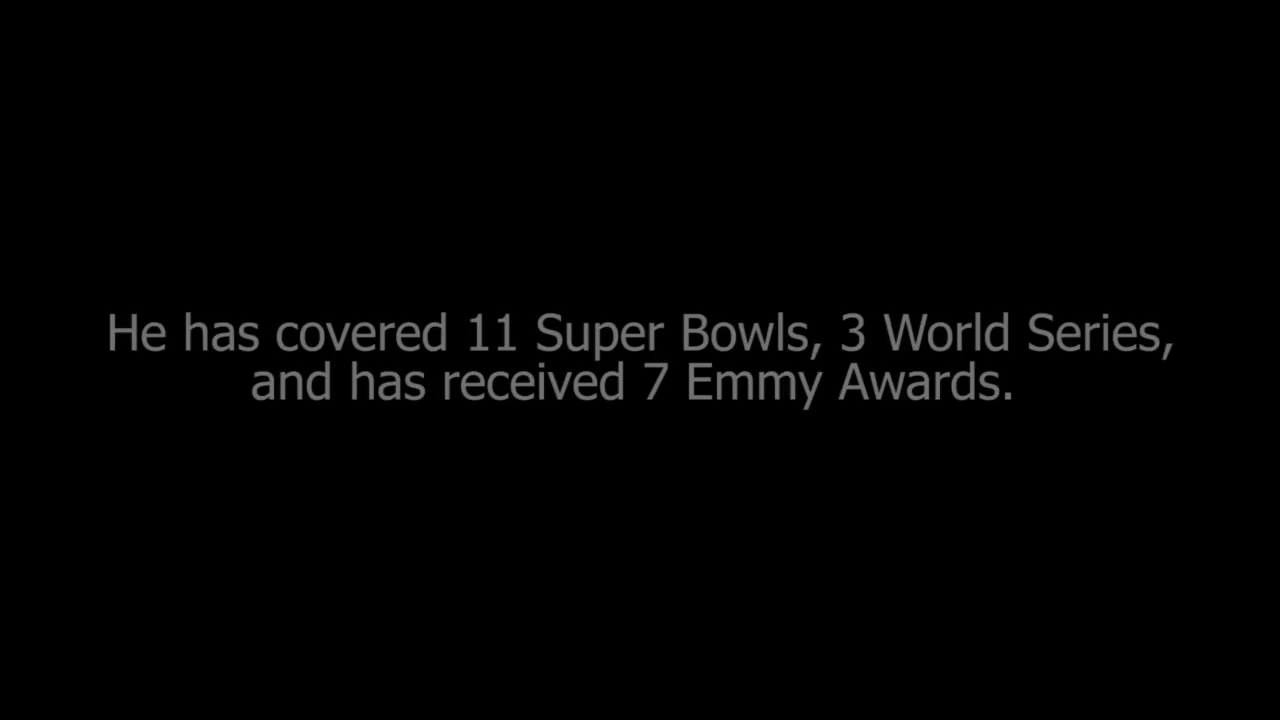 He has covered 11 Super Bowls, 3 World Series,
and has received 7 Emmy Awards.